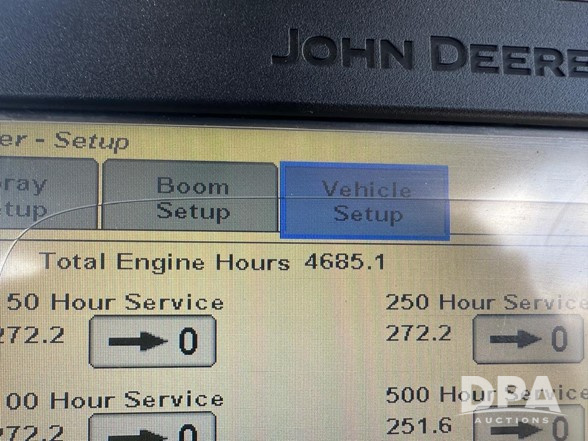 JOHN DEERE
er - Setup
ray
tup
Boom
Setup
Vehicle
Setup
Total Engine Hours 4685.1
50 Hour Service
250 Hour Service
272.2
0
272.2
0
00 Hour Service
500 Hour Service
272.2
0
251.6
0
DPA
AUCTIONS